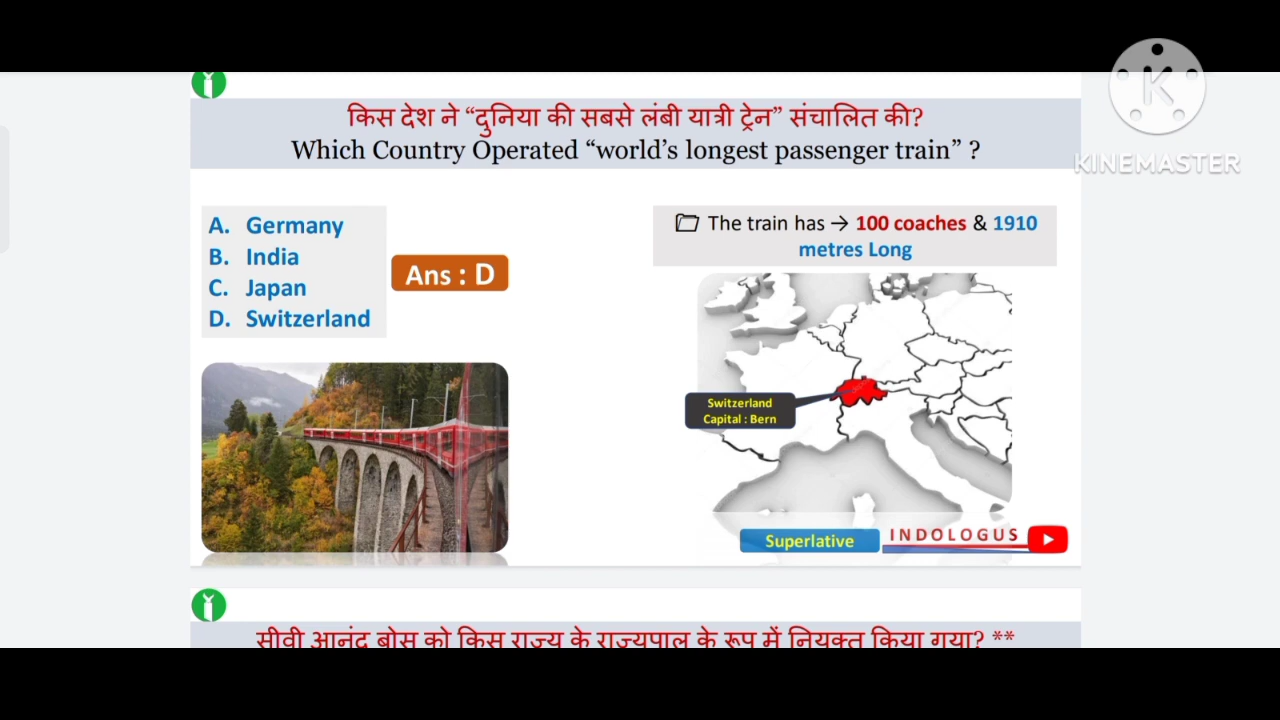 किस देश ने “दुनिया की सबसे लंबी यात्री ट्रेन” संचालित की?
Which Country Operated “world’s longest passenger train” ?
KINEMASTER
A. Germany
B. India
C. Japan
D. Switzerland
Ans : D
The train has → 100 coaches & 1910
metres Long
Switzerland
Capital : Bern
Superlative
INDOLOGUS
सीवी आनंद बोस को किस राज्य के राज्यपाल के रूप में नियुक्त किया गया? **